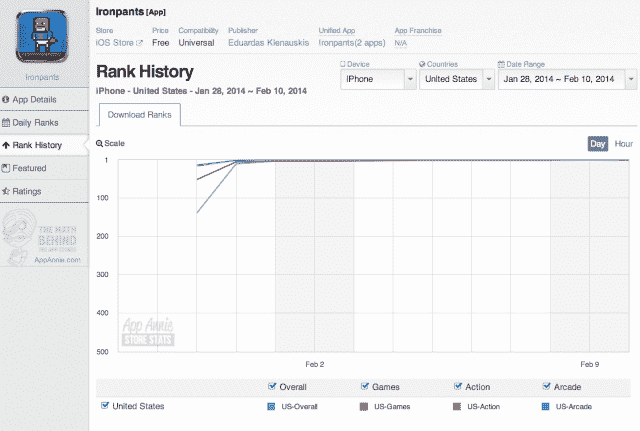 Ironpants [App]
Store Price Compatibility Publisher Unified App App Franchise
iOS Store Free Universal Eduardas Klenauskis Ironpants(2 apps) N/A
Ironpants
Rank History
Device Countries Date Range
iPhone United States Jan 28, 2014 ~ Feb 10, 2014
iPhone - United States - Jan 28, 2014 ~ Feb 10, 2014
App Details
Daily Ranks
Rank History
Featured
Ratings
THE MATH
BEHIND
THE APP STORES
AppAnnie.com
Download Ranks
Scale
Day Hour
1
100
200
300
400
500
App Annie
STORE STATS
Feb 2 Feb 9
Overall Games Action Arcade
United States US-Overall US-Games US-Action US-Arcade